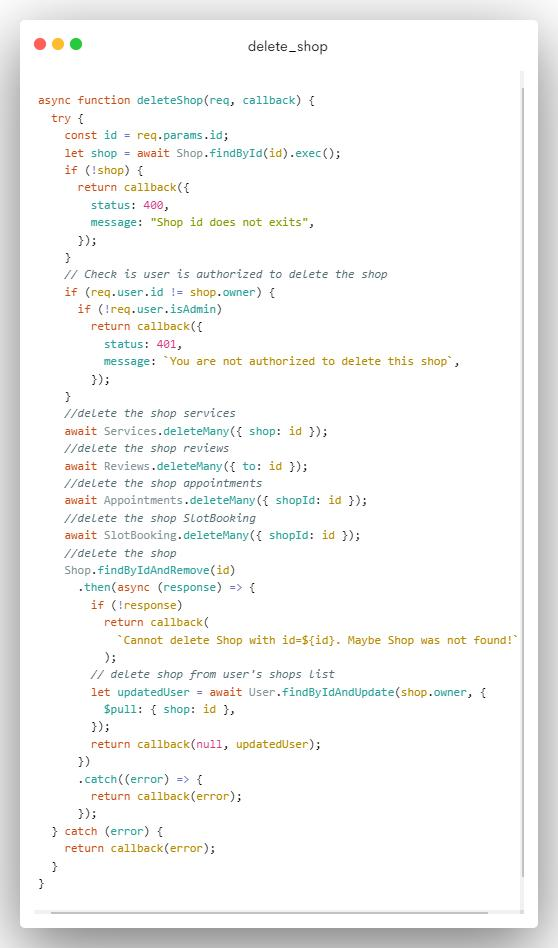 delete_shop
async function deleteShop(req, callback) {
  try {
    const id = req.params.id;
    let shop = await Shop.findById(id).exec();
    if (!shop) {
      return callback({
        status: 400,
        message: "Shop id does not exits",
      });
    }
    // Check is user is authorized to delete the shop
    if (req.user.id != shop.owner) {
      if (!req.user.isAdmin)
        return callback({
          status: 401,
          message: `You are not authorized to delete this shop`,
        });
    }
    //delete the shop services
    await Services.deleteMany({ shop: id });
    //delete the shop reviews
    await Reviews.deleteMany({ to: id });
    //delete the shop appointments
    await Appointments.deleteMany({ shopId: id });
    //delete the shop SlotBooking
    await SlotBooking.deleteMany({ shopId: id });
    //delete the shop
    Shop.findByIdAndRemove(id)
      .then(async (response) => {
        if (!response)
          return callback(
            `Cannot delete Shop with id=${id}. Maybe Shop was not found!`
          );
        // delete shop from user's shops list
        let updatedUser = await User.findByIdAndUpdate(shop.owner, {
          $pull: { shop: id },
        });
        return callback(null, updatedUser);
      })
      .catch((error) => {
        return callback(error);
      });
  } catch (error) {
    return callback(error);
  }
}